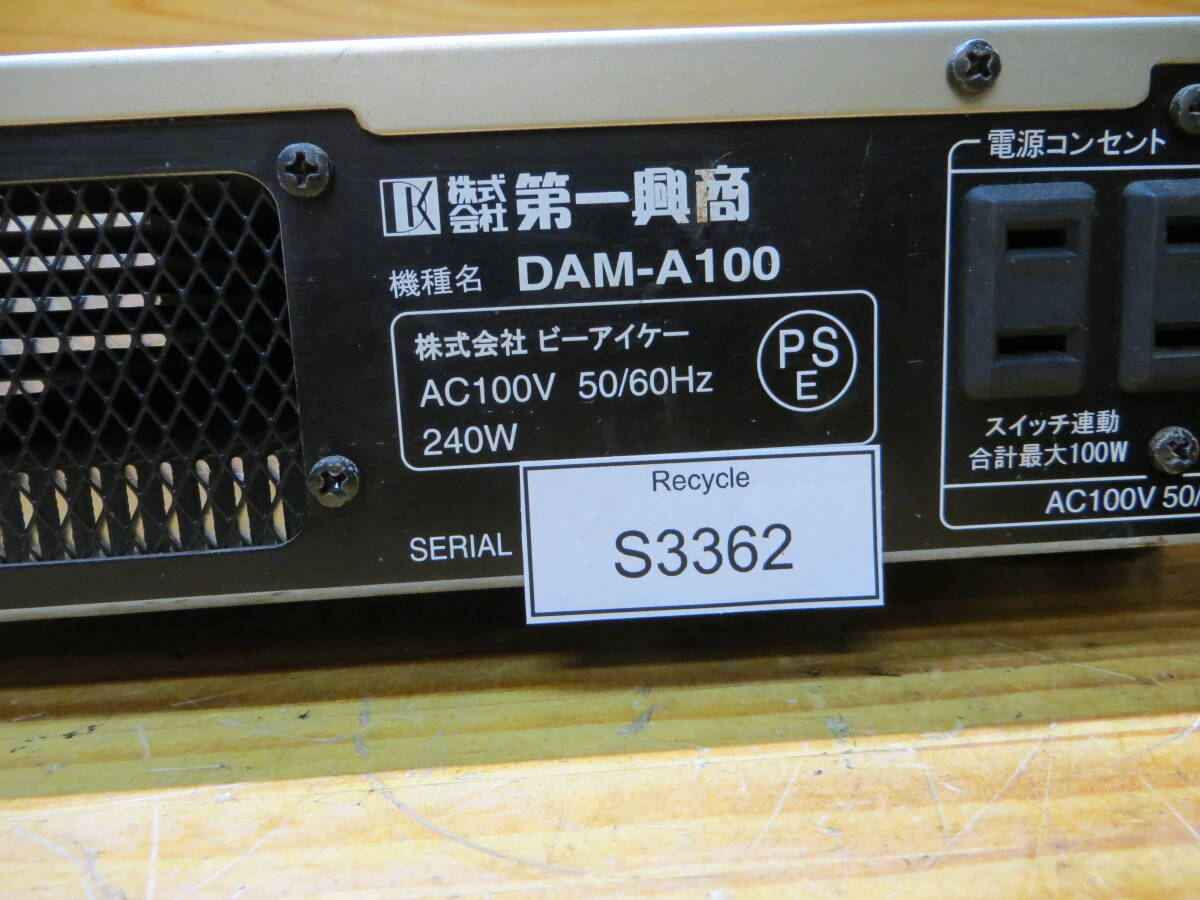 DK 株式会社 第一興商
機種名 DAM-A100
株式会社 ビーアイケー
AC100V 50/60Hz
240W
PS
E
SERIAL
Recycle
S3362
電源コンセント
スイッチ連動
合計最大100W
AC100V 50/